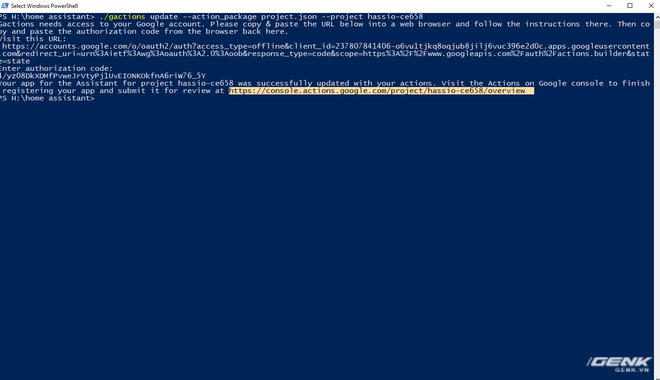 Select Windows PowerShell
PS H:\home assistant> ./gactions update --action_package project.json --project hassio-ce658
Gactions needs access to your Google account. Please copy & paste the URL below into a web browser and follow the instructions there. Then co
py and paste the authorization code from the browser back here.
Visit this URL:
https://accounts.google.com/o/oauth2/auth?access_type=offline&client_id=237807841406-o6vu1tjkq8oqjub8jilj6vuc396e2d0c.apps.googleusercontent
.com&redirect_uri=urn%3Aietf%3Awg%3Aoauth%3A2.0%3Aoob&response_type=code&scope=https%3A%2F%2Fwww.googleapis.com%2Fauth%2Factions.builder&stat
e=state
Enter authorization code:
4/yz08DkXDMfPvweJrVtyPj1UvEIONKOkfnA6riw76_5Y
Your app for the Assistant for project hassio-ce658 was successfully updated with your actions. Visit the Actions on Google console to finish
registering your app and submit it for review at https://console.actions.google.com/project/hassio-ce658/overview
PS H:\home assistant>
GENK
GENK.VN